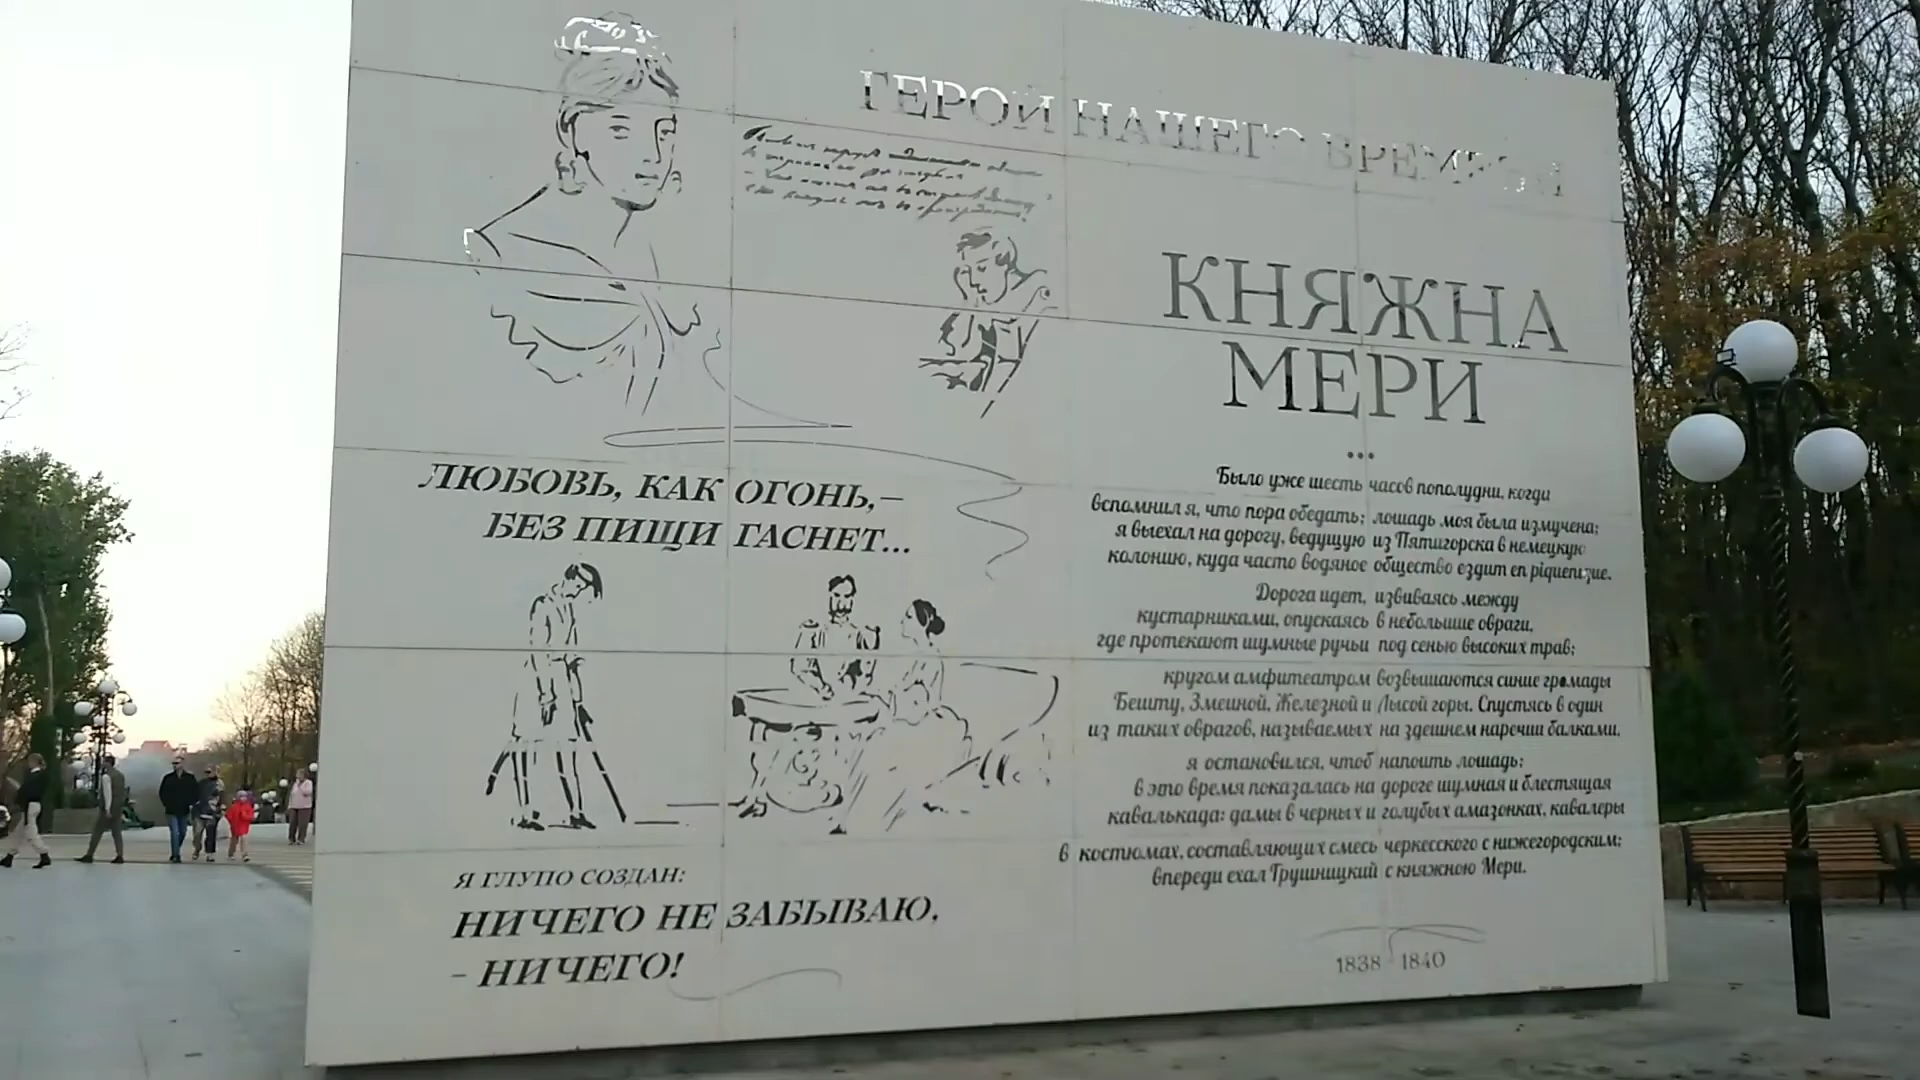 ГЕРОЙ НАШЕГО ВРЕМЕНИ
КНЯЖНА
МЕРИ
...
ЛЮБОВЬ, КАК ОГОНЬ,–
БЕЗ ПИЩИ ГАСНЕТ...
Я ГЛУПО СОЗДАН:
НИЧЕГО НЕ ЗАБЫВАЮ,
- НИЧЕГО!
Было уже шесть часов пополудни, когда
вспомнил я, что пора обедать; лошадь моя была измучена;
я выехал на дорогу, ведущую из Пятигорска в немецкую
колонию, куда часто водяное общество ездит en piquenique.
Дорога идет, извиваясь между
кустарниками, опускаясь в небольшие овраги,
где протекают шумные ручьи под сенью высоких трав;
кругом амфитеатром возвышаются синие громады
Бешту, Змеиной, Железной и Лысой горы. Спустясь в один
из таких оврагов, называемых на здешнем наречии балками,
я остановился, чтоб напоить лошадь;
в это время показалась на дороге шумная и блестящая
кавалькада: дамы в черных и голубых амазонках, кавалеры
в костюмах, составляющих смесь черкесского с нижегородским;
впереди ехал Грушницкий с княжною Мери.
1838 1840